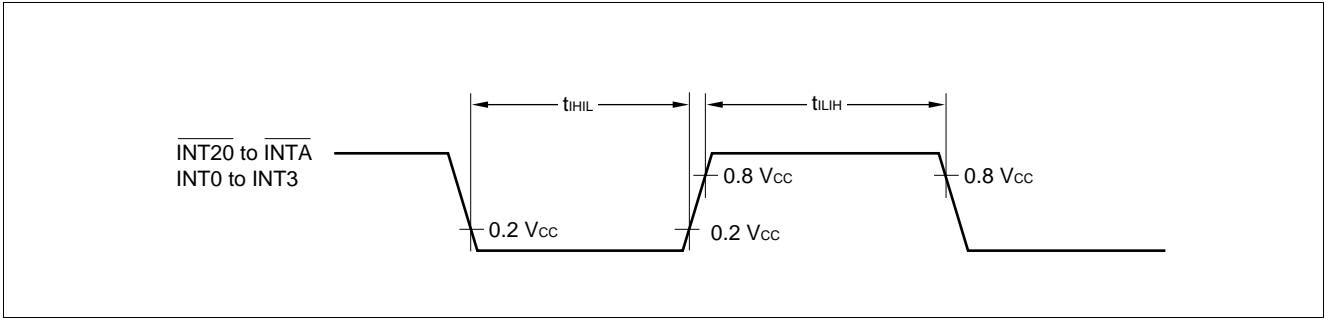 tIHIL
tILIH
INT20 to INTA
INT0 to INT3
0.8 VCC
0.8 VCC
0.2 VCC
0.2 VCC